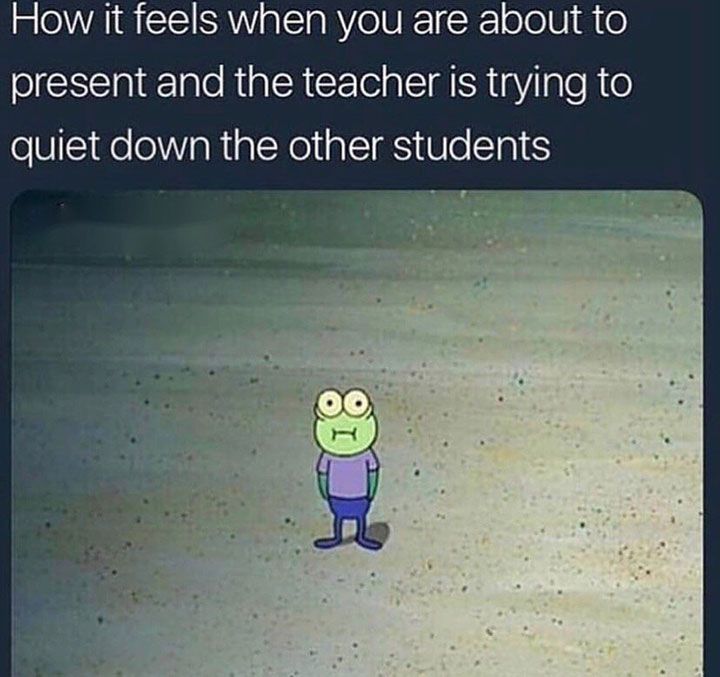 How it feels when you are about to
present and the teacher is trying to
quiet down the other students